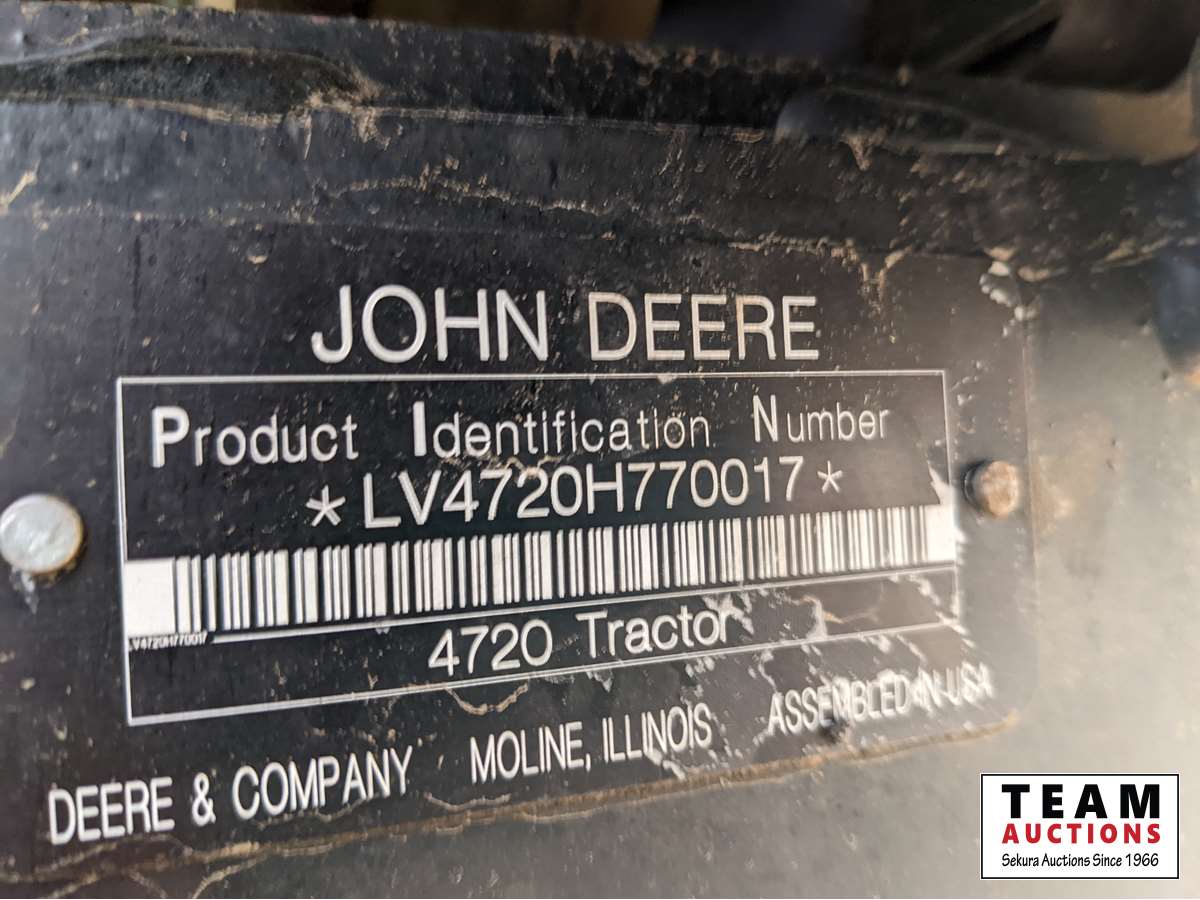 JOHN DEERE
Product Identification Number
*LV4720H770017*
LV4720H770017
4720 Tractor
DEERE & COMPANY MOLINE, ILLINOIS ASSEMBLED IN USA
TEAM
AUCTIONS
Sekura Auctions Since 1966